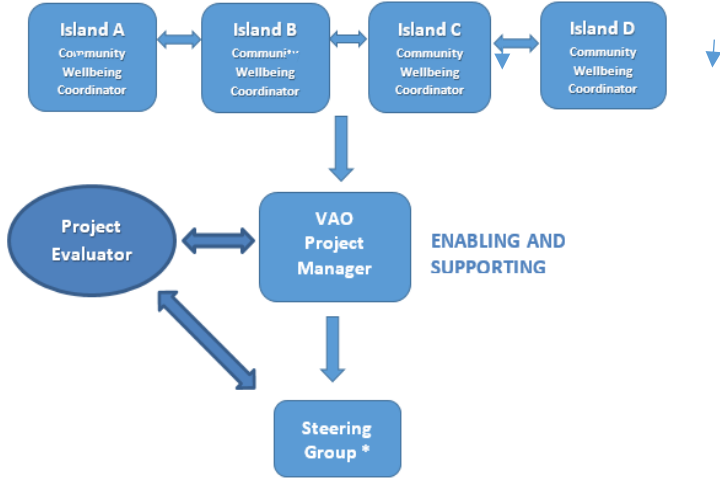 Island A
Community
Wellbeing
Coordinator
Island B
Community
Wellbeing
Coordinator
Island C
Community
Wellbeing
Coordinator
Island D
Community
Wellbeing
Coordinator
Project
Evaluator
VAO
Project
Manager
ENABLING AND
SUPPORTING
Steering
Group *